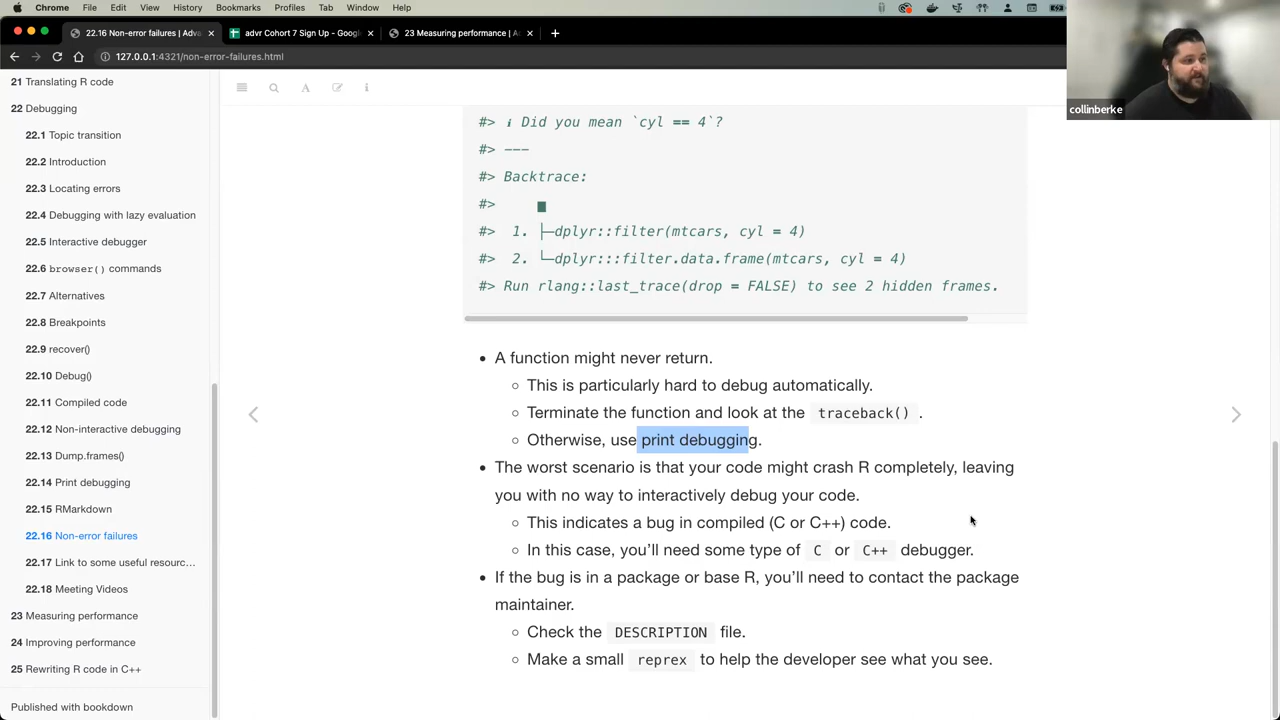 Chrome File Edit View History Bookmarks Profiles Tab Window Help
22.16 Non-error failures | Adva
advr Cohort 7 Sign Up - Google
23 Measuring performance | Ad
127.0.0.1:4321/non-error-failures.html
21 Translating R code
22 Debugging
22.1 Topic transition
22.2 Introduction
22.3 Locating errors
22.4 Debugging with lazy evaluation
22.5 Interactive debugger
22.6 browser() commands
22.7 Alternatives
22.8 Breakpoints
22.9 recover()
22.10 Debug()
22.11 Compiled code
22.12 Non-interactive debugging
22.13 Dump.frames()
22.14 Print debugging
22.15 RMarkdown
22.16 Non-error failures
22.17 Link to some useful resourc…
22.18 Meeting Videos
23 Measuring performance
24 Improving performance
25 Rewriting R code in C++
Published with bookdown
#> ℹ Did you mean `cyl == 4`?
#> ---
#> Backtrace:
#> ■
#> 1. ├─dplyr::filter(mtcars, cyl = 4)
#> 2. └─dplyr:::filter.data.frame(mtcars, cyl = 4)
#> Run rlang::last_trace(drop = FALSE) to see 2 hidden frames.
• A function might never return.
○ This is particularly hard to debug automatically.
○ Terminate the function and look at the traceback() .
○ Otherwise, use print debugging.
• The worst scenario is that your code might crash R completely, leaving
you with no way to interactively debug your code.
○ This indicates a bug in compiled (C or C++) code.
○ In this case, you'll need some type of C or C++ debugger.
• If the bug is in a package or base R, you'll need to contact the package
maintainer.
○ Check the DESCRIPTION file.
○ Make a small reprex to help the developer see what you see.
collinberke